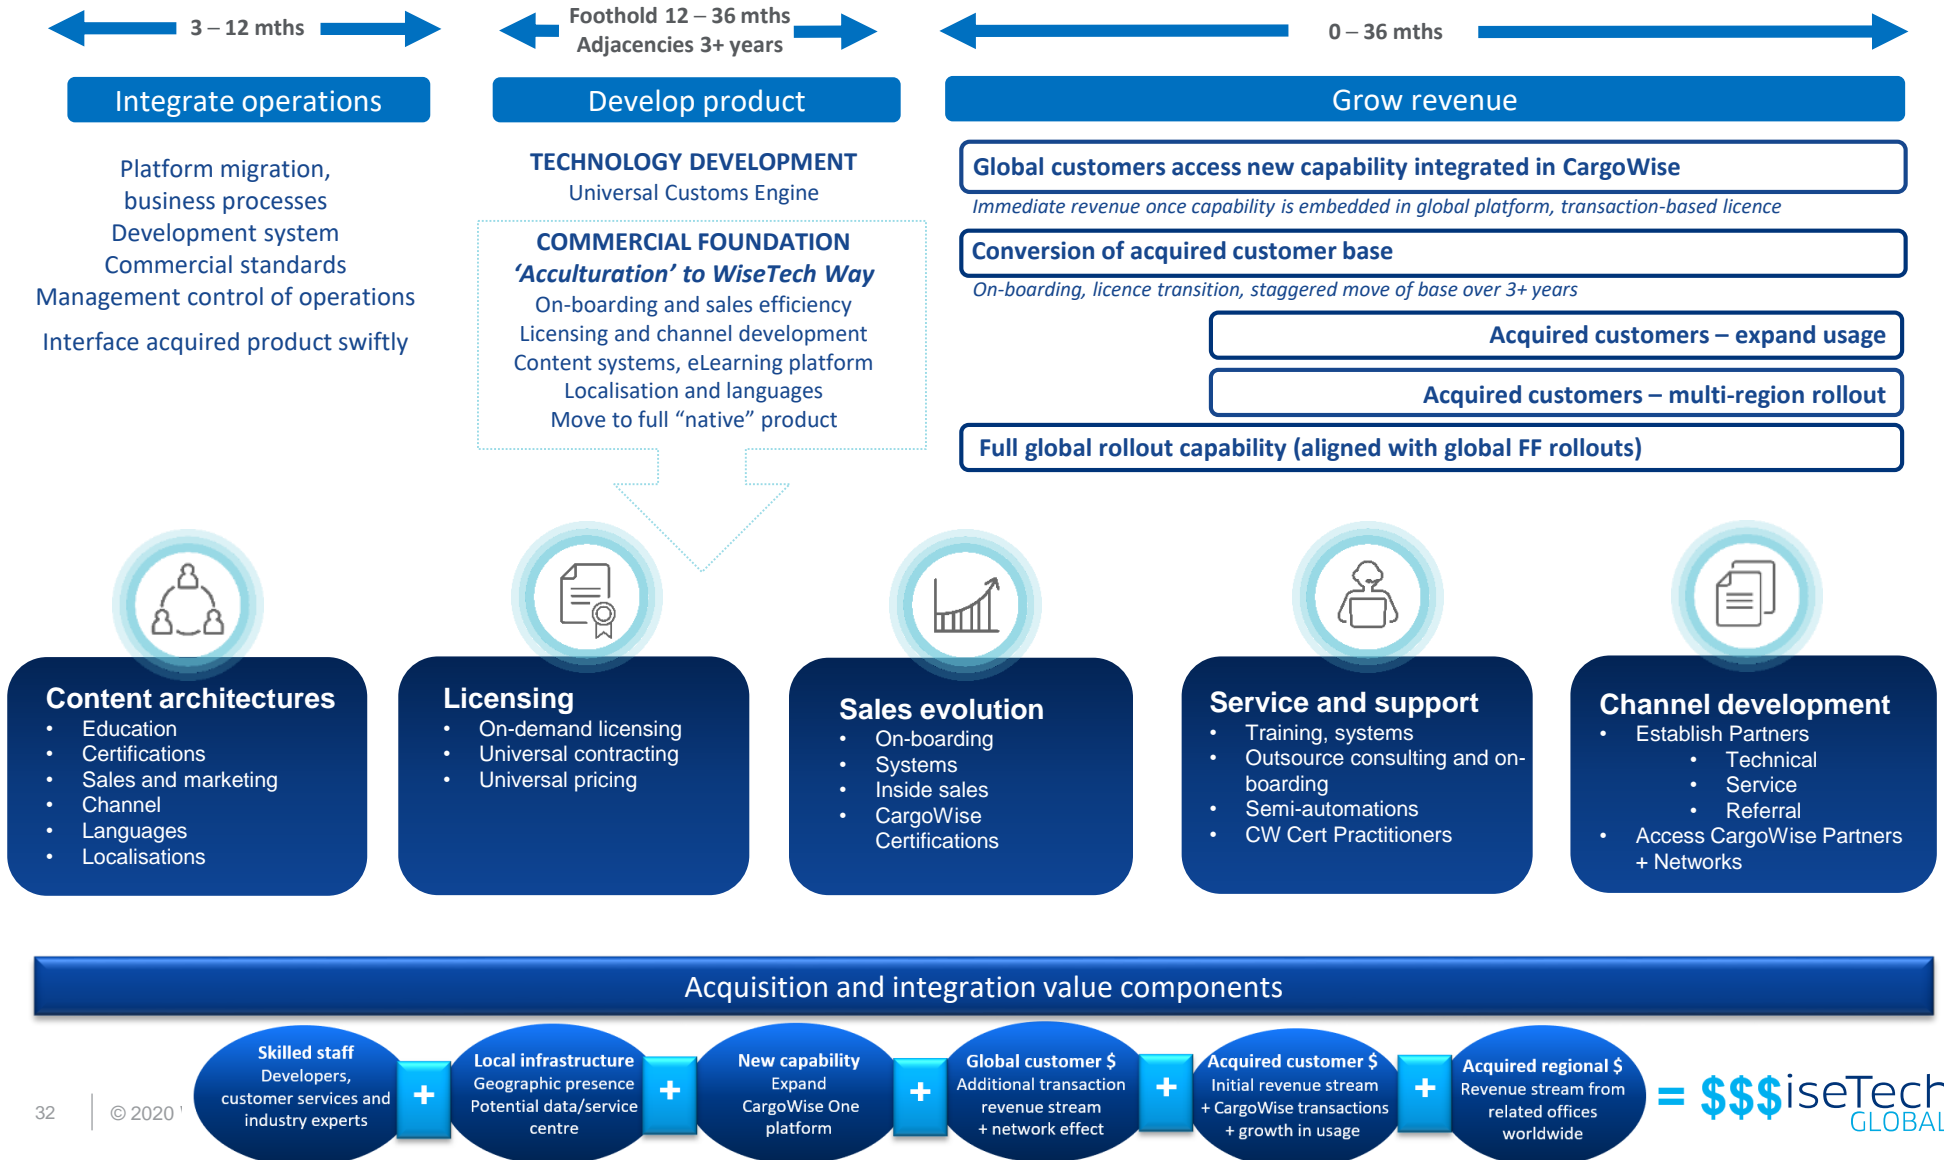 3 – 12 mths
Foothold 12 – 36 mths
Adjacencies 3+ years
0 – 36 mths
Integrate operations
Develop product
Grow revenue
Platform migration,
business processes
Development system
Commercial standards
Management control of operations
Interface acquired product swiftly
TECHNOLOGY DEVELOPMENT
Universal Customs Engine
COMMERCIAL FOUNDATION
‘Acculturation’ to WiseTech Way
On-boarding and sales efficiency
Licensing and channel development
Content systems, eLearning platform
Localisation and languages
Move to full “native” product
Global customers access new capability integrated in CargoWise
Immediate revenue once capability is embedded in global platform, transaction-based licence
Conversion of acquired customer base
On-boarding, licence transition, staggered move of base over 3+ years
Acquired customers – expand usage
Acquired customers – multi-region rollout
Full global rollout capability (aligned with global FF rollouts)
Content architectures
• Education
• Certifications
• Sales and marketing
• Channel
• Languages
• Localisations
Licensing
• On-demand licensing
• Universal contracting
• Universal pricing
Sales evolution
• On-boarding
• Systems
• Inside sales
• CargoWise
Certifications
Service and support
• Training, systems
• Outsource consulting and on-
boarding
• Semi-automations
• CW Cert Practitioners
Channel development
• Establish Partners
• Technical
• Service
• Referral
• Access CargoWise Partners
+ Networks
Acquisition and integration value components
Skilled staff
Developers,
customer services and
industry experts
+
Local infrastructure
Geographic presence
Potential data/service
centre
+
New capability
Expand
CargoWise One
platform
+
Global customer $
Additional transaction
revenue stream
+ network effect
+
Acquired customer $
Initial revenue stream
+ CargoWise transactions
+ growth in usage
+
Acquired regional $
Revenue stream from
related offices
worldwide
= $$$
iseTech
GLOBAL
32
© 2020